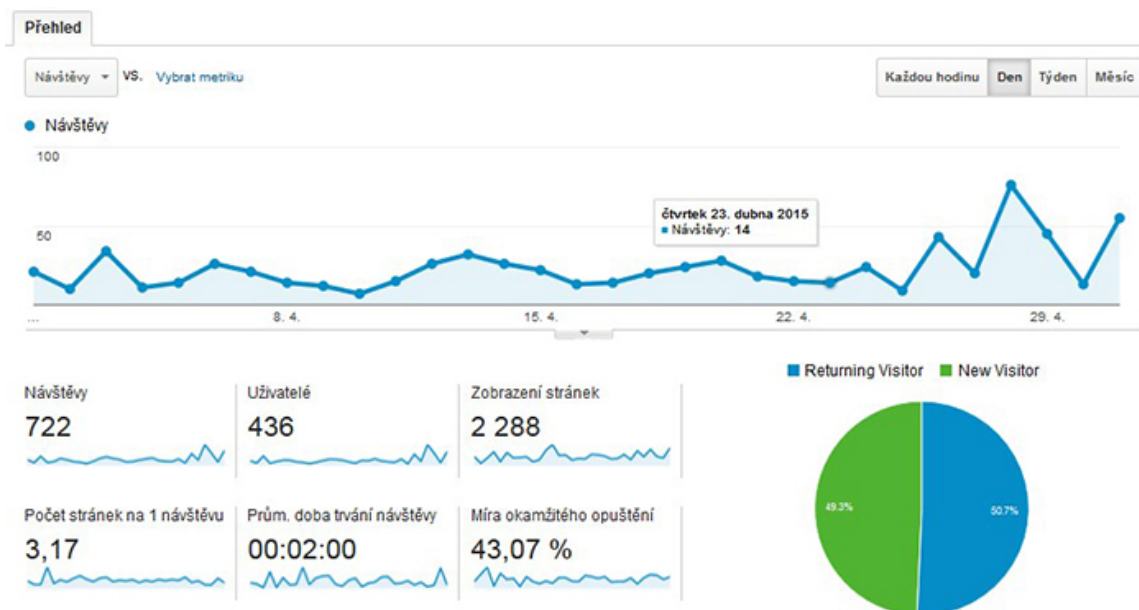 Přehled
Návštěvy VS. Vybrat metriku
Každou hodinu Den Týden Měsíc
Návštěvy
100
50
čtvrtek 23. dubna 2015
Návštěvy: 14
... 8. 4. 15. 4. 22. 4. 29. 4.
Returning Visitor New Visitor
Návštěvy Uživatelé Zobrazení stránek
722 436 2 288
49.3% 50.7%
Počet stránek na 1 návštěvu Prům. doba trvání návštěvy Míra okamžitého opuštění
3,17 00:02:00 43,07 %